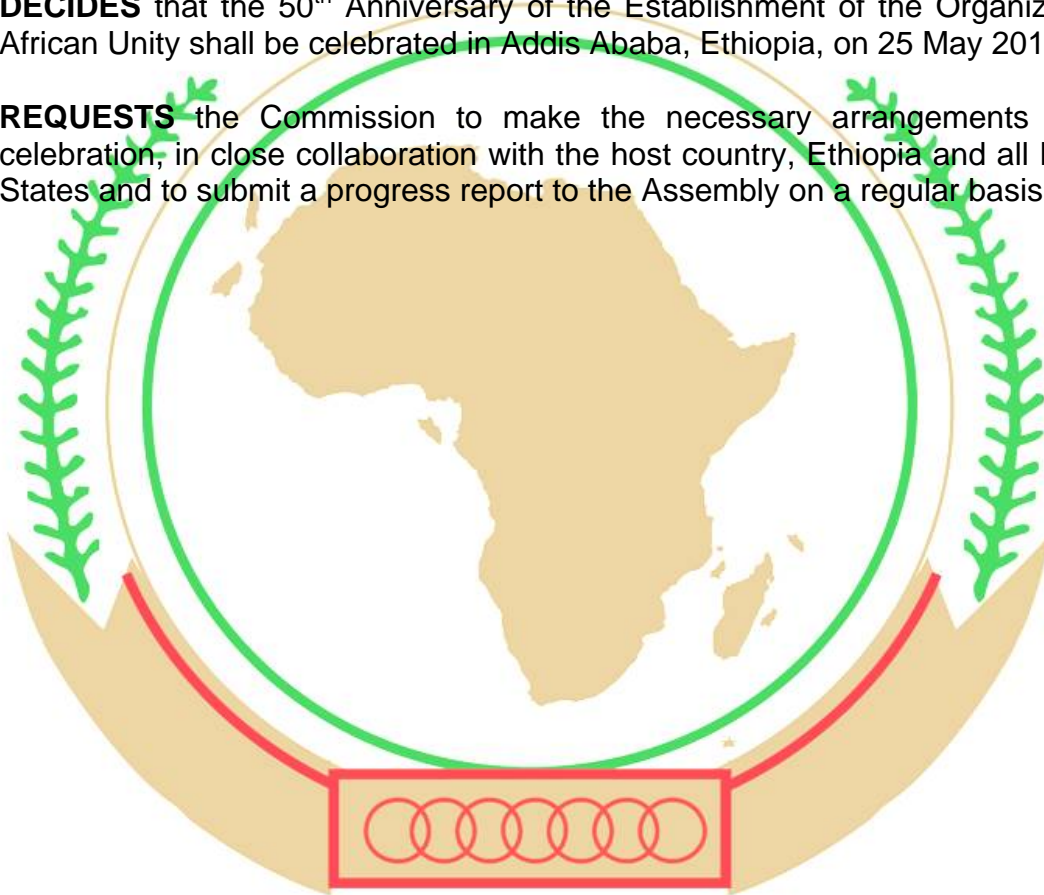 DECIDES that the 50th Anniversary of the Establishment of the Organiz
African Unity shall be celebrated in Addis Ababa, Ethiopia, on 25 May 201
REQUESTS the Commission to make the necessary arrangements
celebration, in close collaboration with the host country, Ethiopia and all
States and to submit a progress report to the Assembly on a regular basis